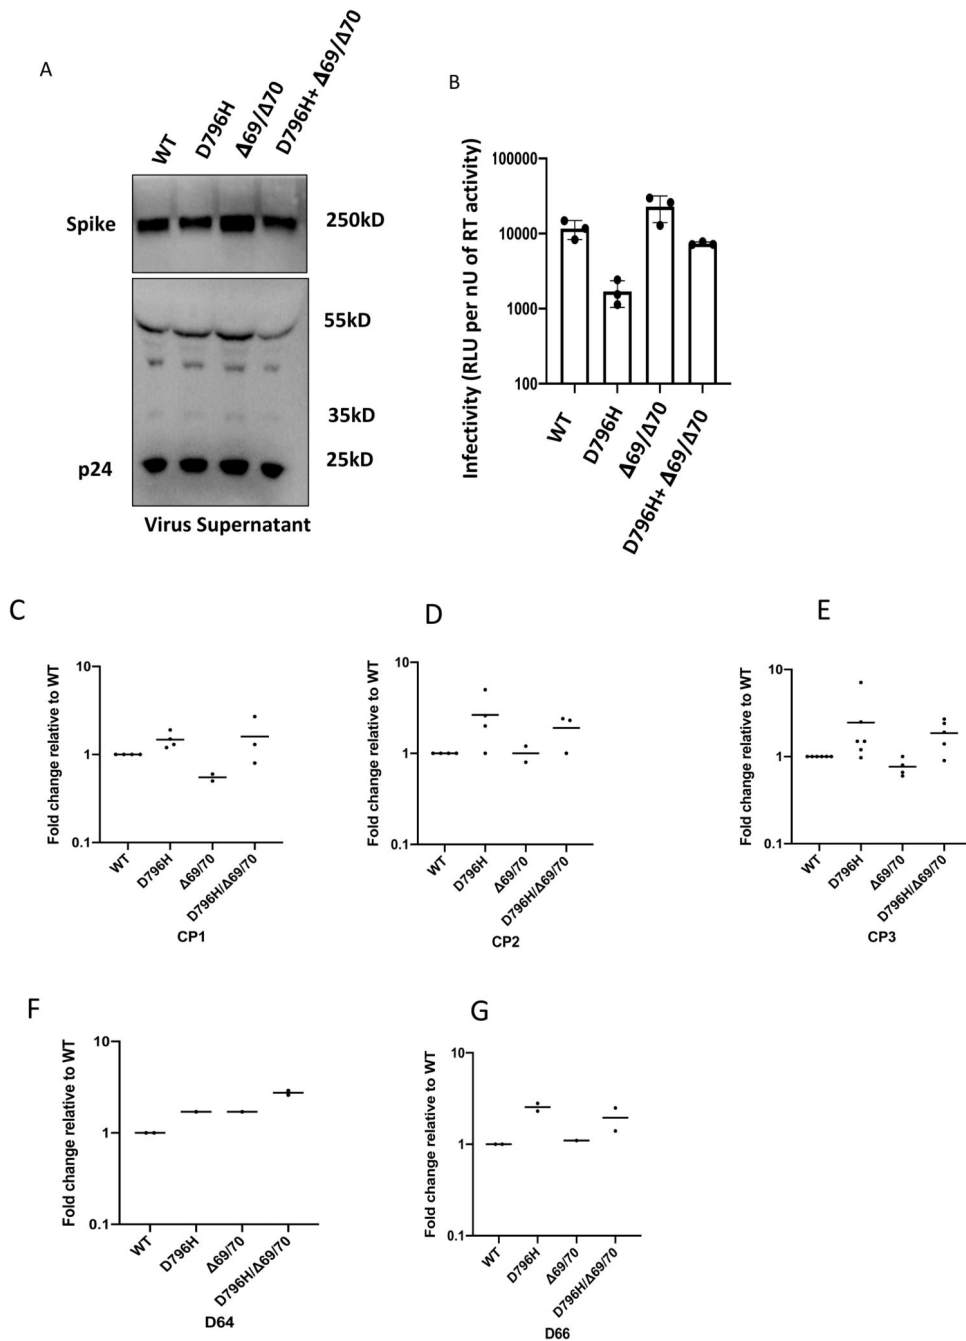 A
WT
D796H
Δ69/Δ70
D796H+ Δ69/Δ70
Spike
250kD
55kD
35kD
p24
25kD
Virus Supernatant
B
Infectivity (RLU per nU of RT activity)
100000
10000
1000
100
WT
D796H
Δ69/Δ70
D796H+ Δ69/Δ70
C
Fold change relative to WT
10
1
0.1
WT
D796H
Δ69/70
D796H/Δ69/70
CP1
D
Fold change relative to WT
10
1
0.1
WT
D796H
Δ69/70
D796H/Δ69/70
CP2
E
Fold change relative to WT
10
1
0.1
WT
D796H
Δ69/70
D796H/Δ69/70
CP3
F
Fold change relative to WT
10
1
0.1
WT
D796H
Δ69/70
D796H/Δ69/70
D64
G
Fold change relative to WT
10
1
0.1
WT
D796H
Δ69/70
D796H/Δ69/70
D66